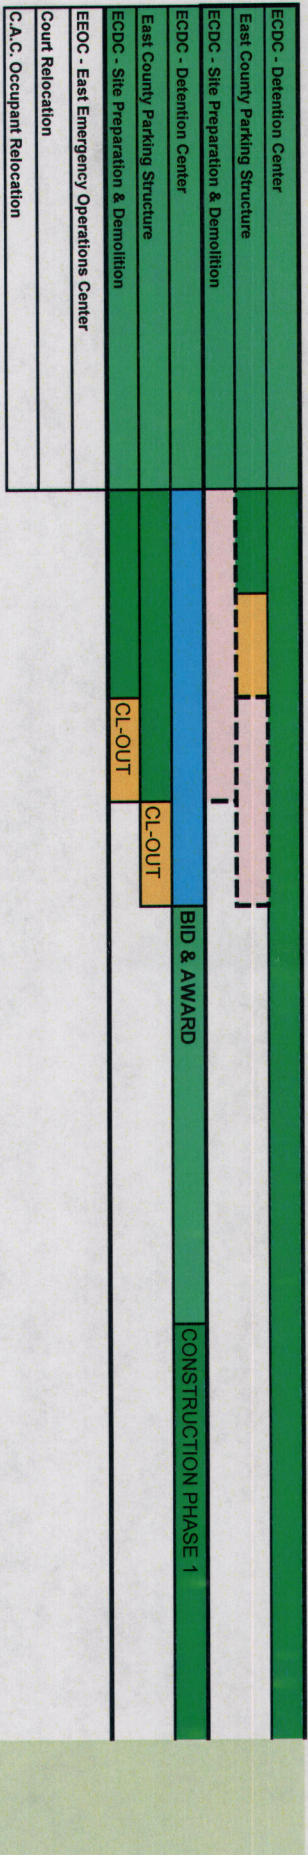 ECDC - Detention Center
East County Parking Structure
ECDC - Site Preparation & Demolition
ECDC - Detention Center
BID & AWARD
CONSTRUCTION PHASE 1
East County Parking Structure
CL-OUT
ECDC - Site Preparation & Demolition
CL-OUT
EEOC - East Emergency Operations Center
Court Relocation
C.A.C. Occupant Relocation